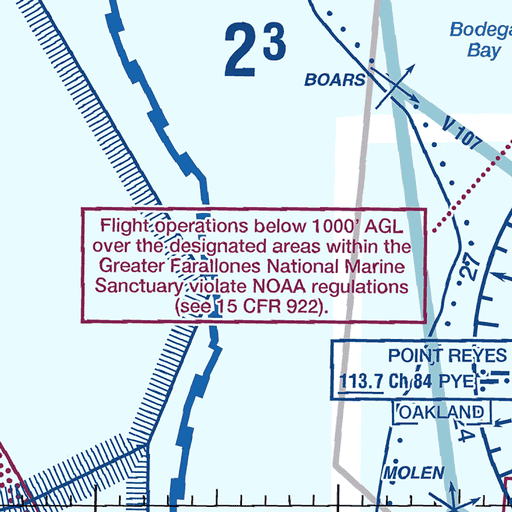 2³
Bodega
Bay
BOARS
V 107
Flight operations below 1000' AGL
over the designated areas within the
Greater Farallones National Marine
Sanctuary violate NOAA regulations
(see 15 CFR 922).
27
POINT REYES
113.7 Ch 84 PYE
OAKLAND
MOLEN